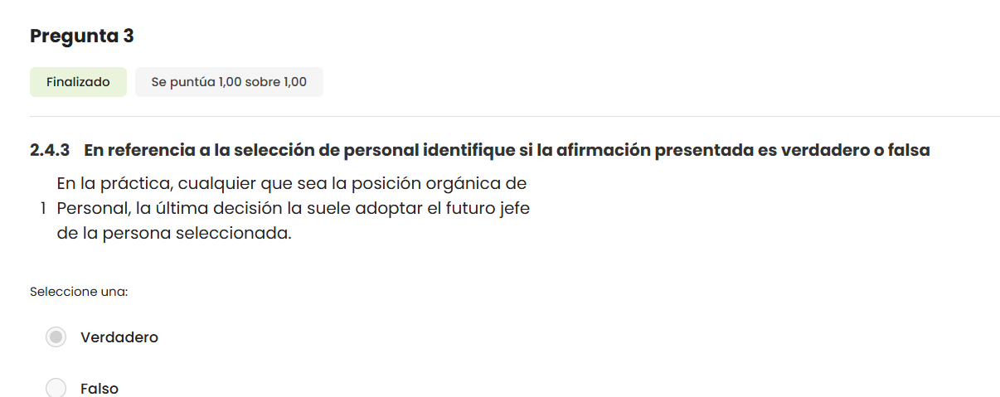 Pregunta 3
Finalizado
Se puntúa 1,00 sobre 1,00
2.4.3 En referencia a la selección de personal identifique si la afirmación presentada es verdadero o falsa
En la práctica, cualquier que sea la posición orgánica de
1 Personal, la última decisión la suele adoptar el futuro jefe
de la persona seleccionada.
Seleccione una:
Verdadero
Falso